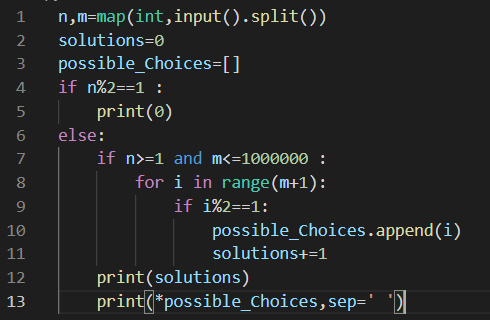 1 n,m=map(int,input().split())
2 solutions=0
3 possible_Choices=[]
4 if n%2==1 :
5     print(0)
6 else:
7     if n>=1 and m<=1000000 :
8         for i in range(m+1):
9             if i%2==1:
10                 possible_Choices.append(i)
11                 solutions+=1
12     print(solutions)
13     print(*possible_Choices,sep=' ')